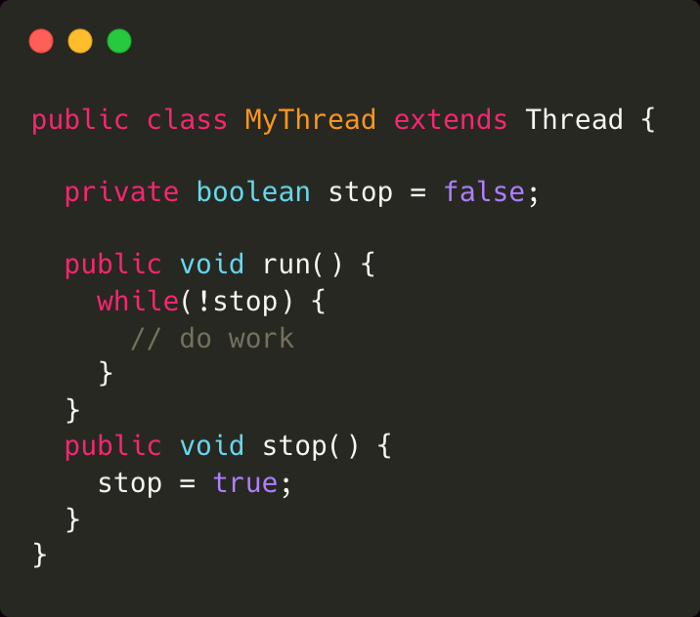 public class MyThread extends Thread {
private boolean stop = false;
public void run() {
while(!stop) {
// do work
}
}
public void stop() {
stop = true;
}
}